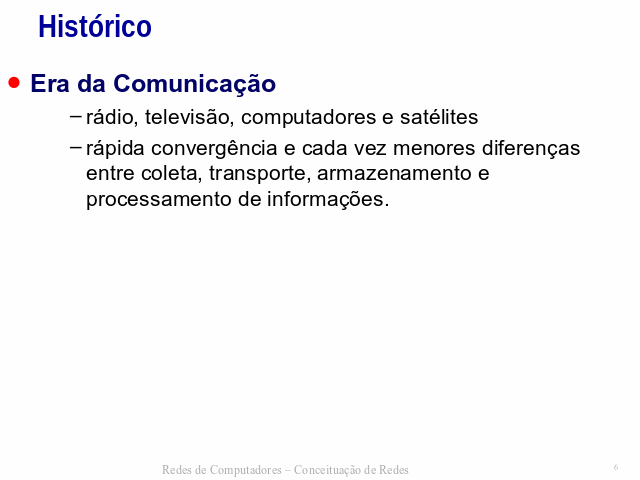 Histórico
● Era da Comunicação
– rádio, televisão, computadores e satélites
– rápida convergência e cada vez menores diferenças
entre coleta, transporte, armazenamento e
processamento de informações.
Redes de Computadores – Conceituação de Redes
6